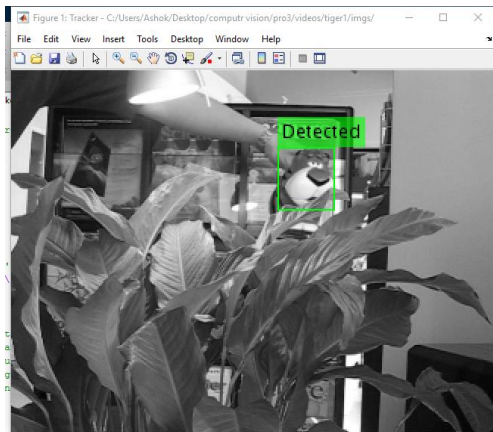 Figure 1: Tracker - C:/Users/Ashok/Desktop/computr vision/pro3/videos/tiger1/imgs/
File Edit View Insert Tools Desktop Window Help
Detected